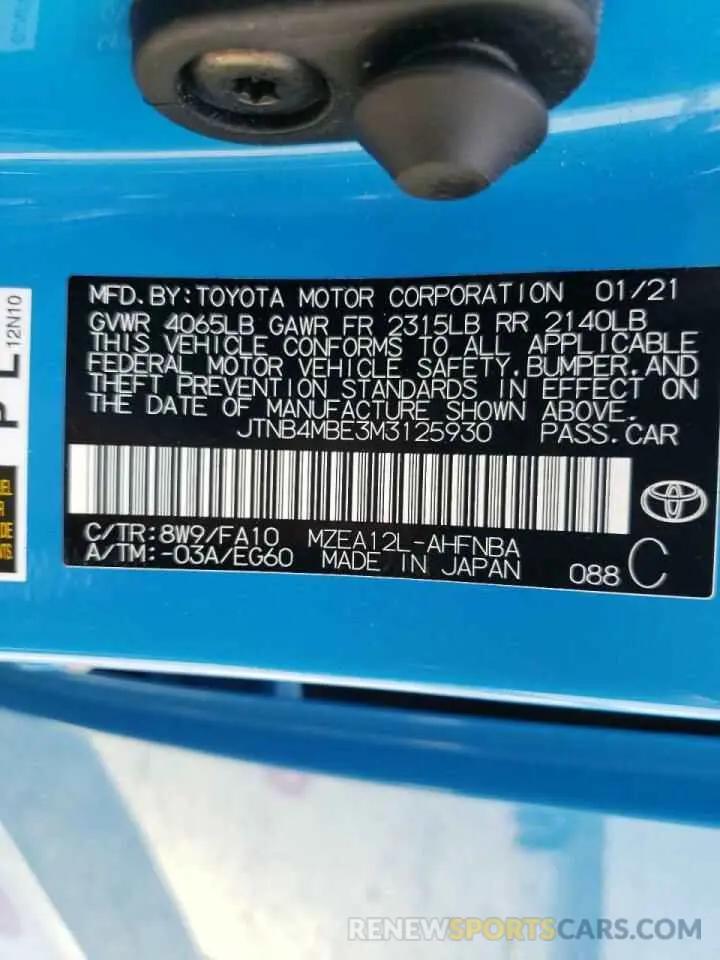 MFD. BY: TOYOTA MOTOR CORPORATION 01/21
GVWR 4065LB GAWR FR 2315LB RR 2140LB
THIS VEHICLE CONFORMS TO ALL APPLICABLE
FEDERAL MOTOR VEHICLE SAFETY, BUMPER, AND
THEFT PREVENTION STANDARDS IN EFFECT ON
THE DATE OF MANUFACTURE SHOWN ABOVE.
JTNB4MBE3M3125930 PASS. CAR
C/TR: 8W9/FA10 MZEA12L-AHFNBA
A/TM: -03A/EG60 MADE IN JAPAN 088 C
12N10
RENEWSPORTSCARS.COM